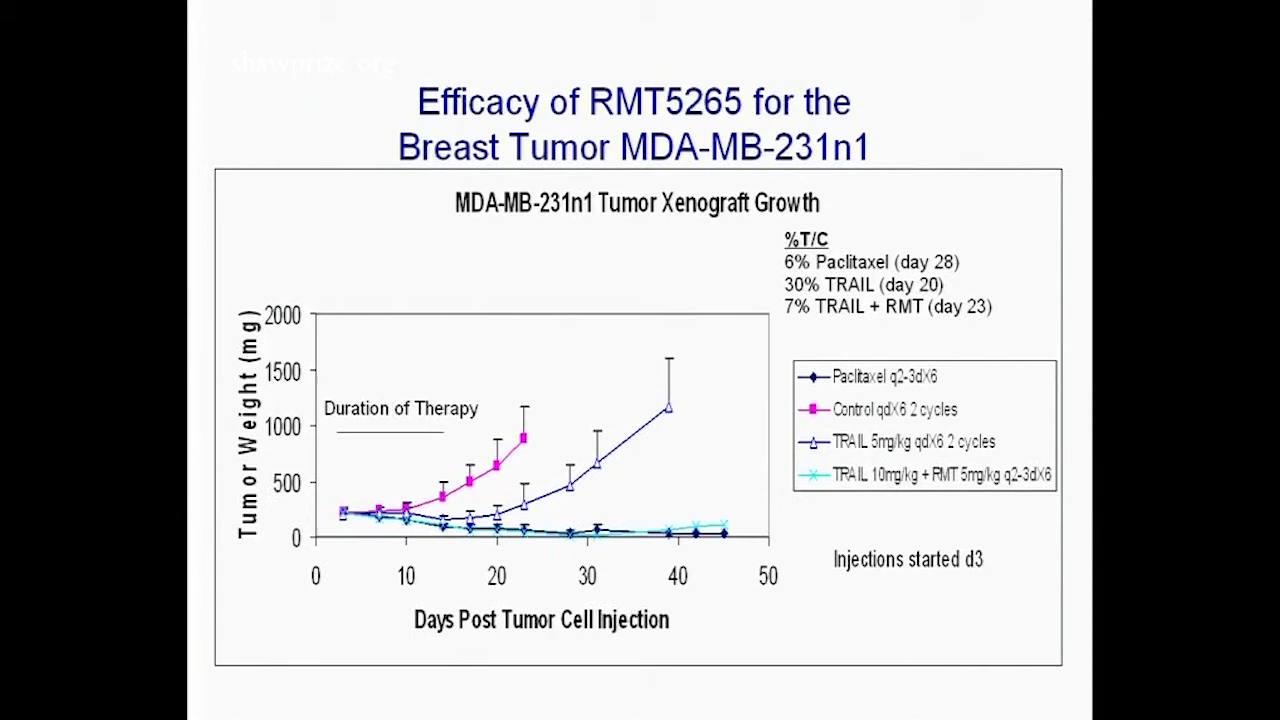 shawprize.org
Efficacy of RMT5265 for the
Breast Tumor MDA-MB-231n1
MDA-MB-231n1 Tumor Xenograft Growth
%T/C
6% Paclitaxel (day 28)
30% TRAIL (day 20)
7% TRAIL + RMT (day 23)
Tumor Weight (mg)
2000
1500
1000
500
0
Duration of Therapy
0 10 20 30 40 50
Days Post Tumor Cell Injection
Paclitaxel q2-3dX6
Control qdX6 2 cycles
TRAIL 5mg/kg qdX6 2 cycles
TRAIL 10mg/kg + RMT 5mg/kg q2-3dX6
Injections started d3